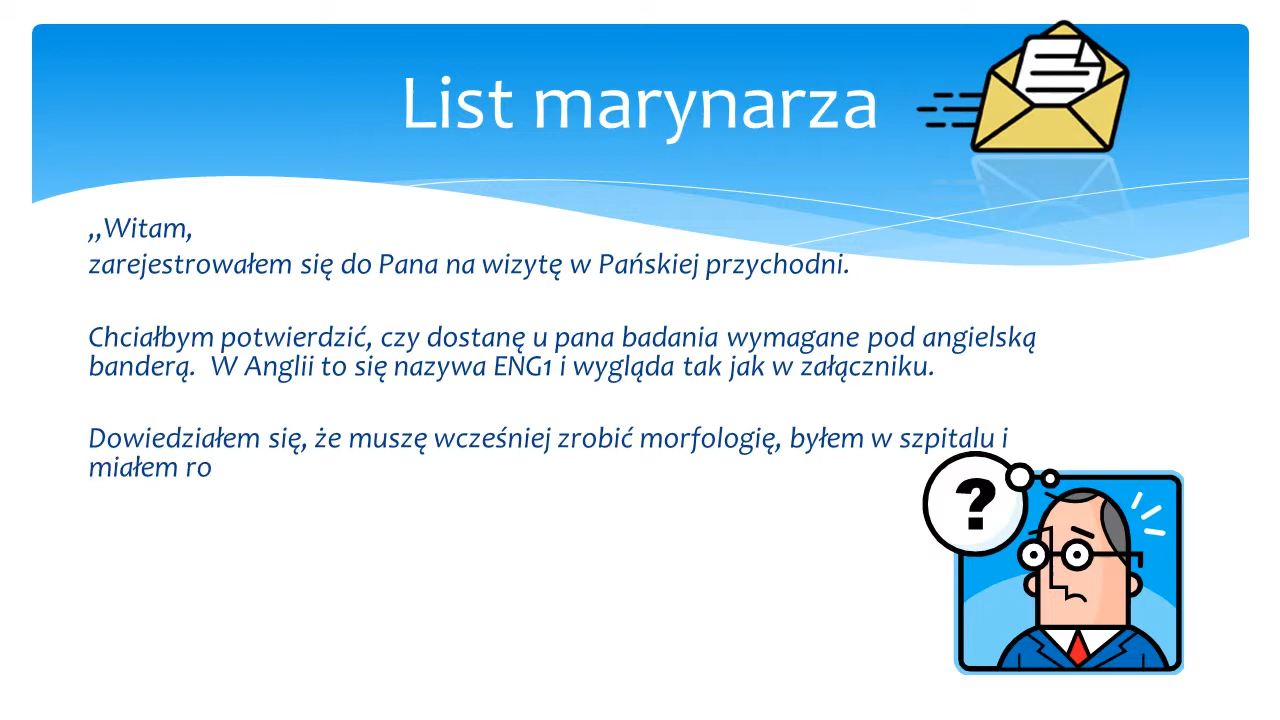 List marynarza
„Witam,
zarejestrowałem się do Pana na wizytę w Pańskiej przychodni.
Chciałbym potwierdzić, czy dostanę u pana badania wymagane pod angielską
banderą.  W Anglii to się nazywa ENG1 i wygląda tak jak w załączniku.
Dowiedziałem się, że muszę wcześniej zrobić morfologię, byłem w szpitalu i
miałem ro
?